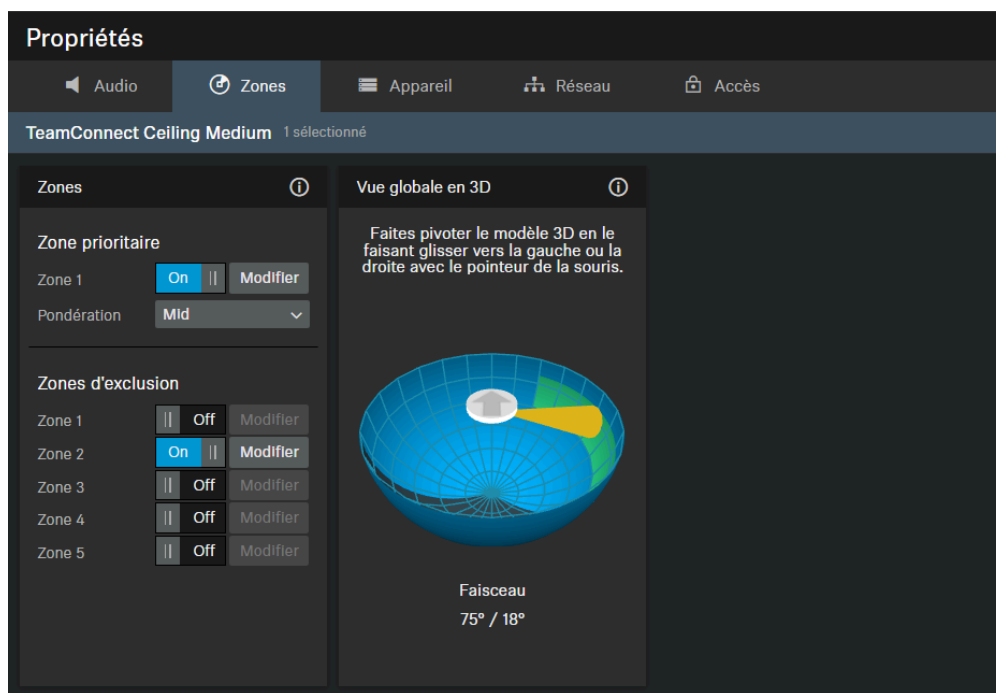 Propriétés
Audio Zones Appareil Réseau Accès
TeamConnect Ceiling Medium 1 sélectionné
Zones
Zone prioritaire
Zone 1 On Modifier
Pondération Mid
Zones d'exclusion
Zone 1 Off Modifier
Zone 2 On Modifier
Zone 3 Off Modifier
Zone 4 Off Modifier
Zone 5 Off Modifier
Vue globale en 3D
Faites pivoter le modèle 3D en le
faisant glisser vers la gauche ou la
droite avec le pointeur de la souris.
Faisceau
75° / 18°